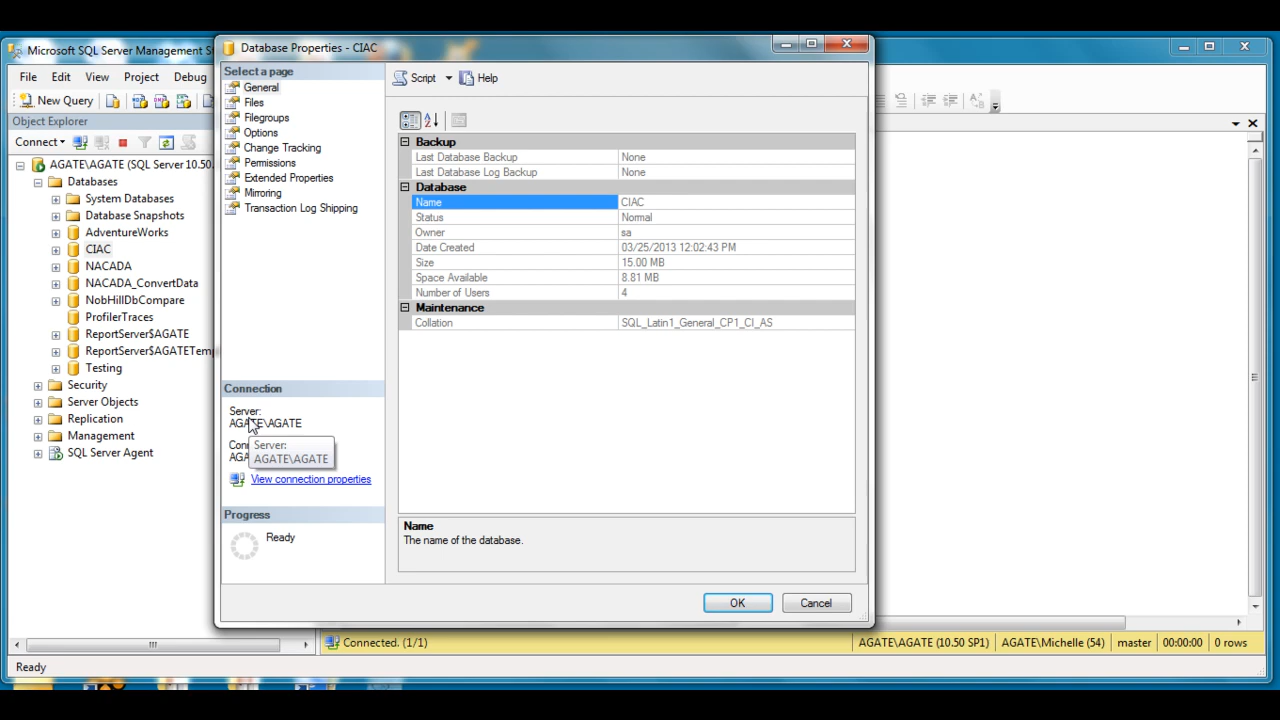 Microsoft SQL Server Management St
File Edit View Project Debug
New Query
Object Explorer
Connect
AGATE\AGATE (SQL Server 10.50.
Databases
System Databases
Database Snapshots
AdventureWorks
CIAC
NACADA
NACADA_ConvertData
NobHillDbCompare
ProfilerTraces
ReportServer$AGATE
ReportServer$AGATETemp
Testing
Security
Server Objects
Replication
Management
SQL Server Agent
Database Properties - CIAC
Select a page
General
Files
Filegroups
Options
Change Tracking
Permissions
Extended Properties
Mirroring
Transaction Log Shipping
Connection
Server:
AGATE\AGATE
Conn
AGA
Server:
AGATE\AGATE
View connection properties
Progress
Ready
Script Help
Backup
Last Database Backup None
Last Database Log Backup None
Database
Name CIAC
Status Normal
Owner sa
Date Created 03/25/2013 12:02:43 PM
Size 15.00 MB
Space Available 8.81 MB
Number of Users 4
Maintenance
Collation SQL_Latin1_General_CP1_CI_AS
Name
The name of the database.
OK Cancel
Connected. (1/1) AGATE\AGATE (10.50 SP1) AGATE\Michelle (54) master 00:00:00 0 rows
Ready